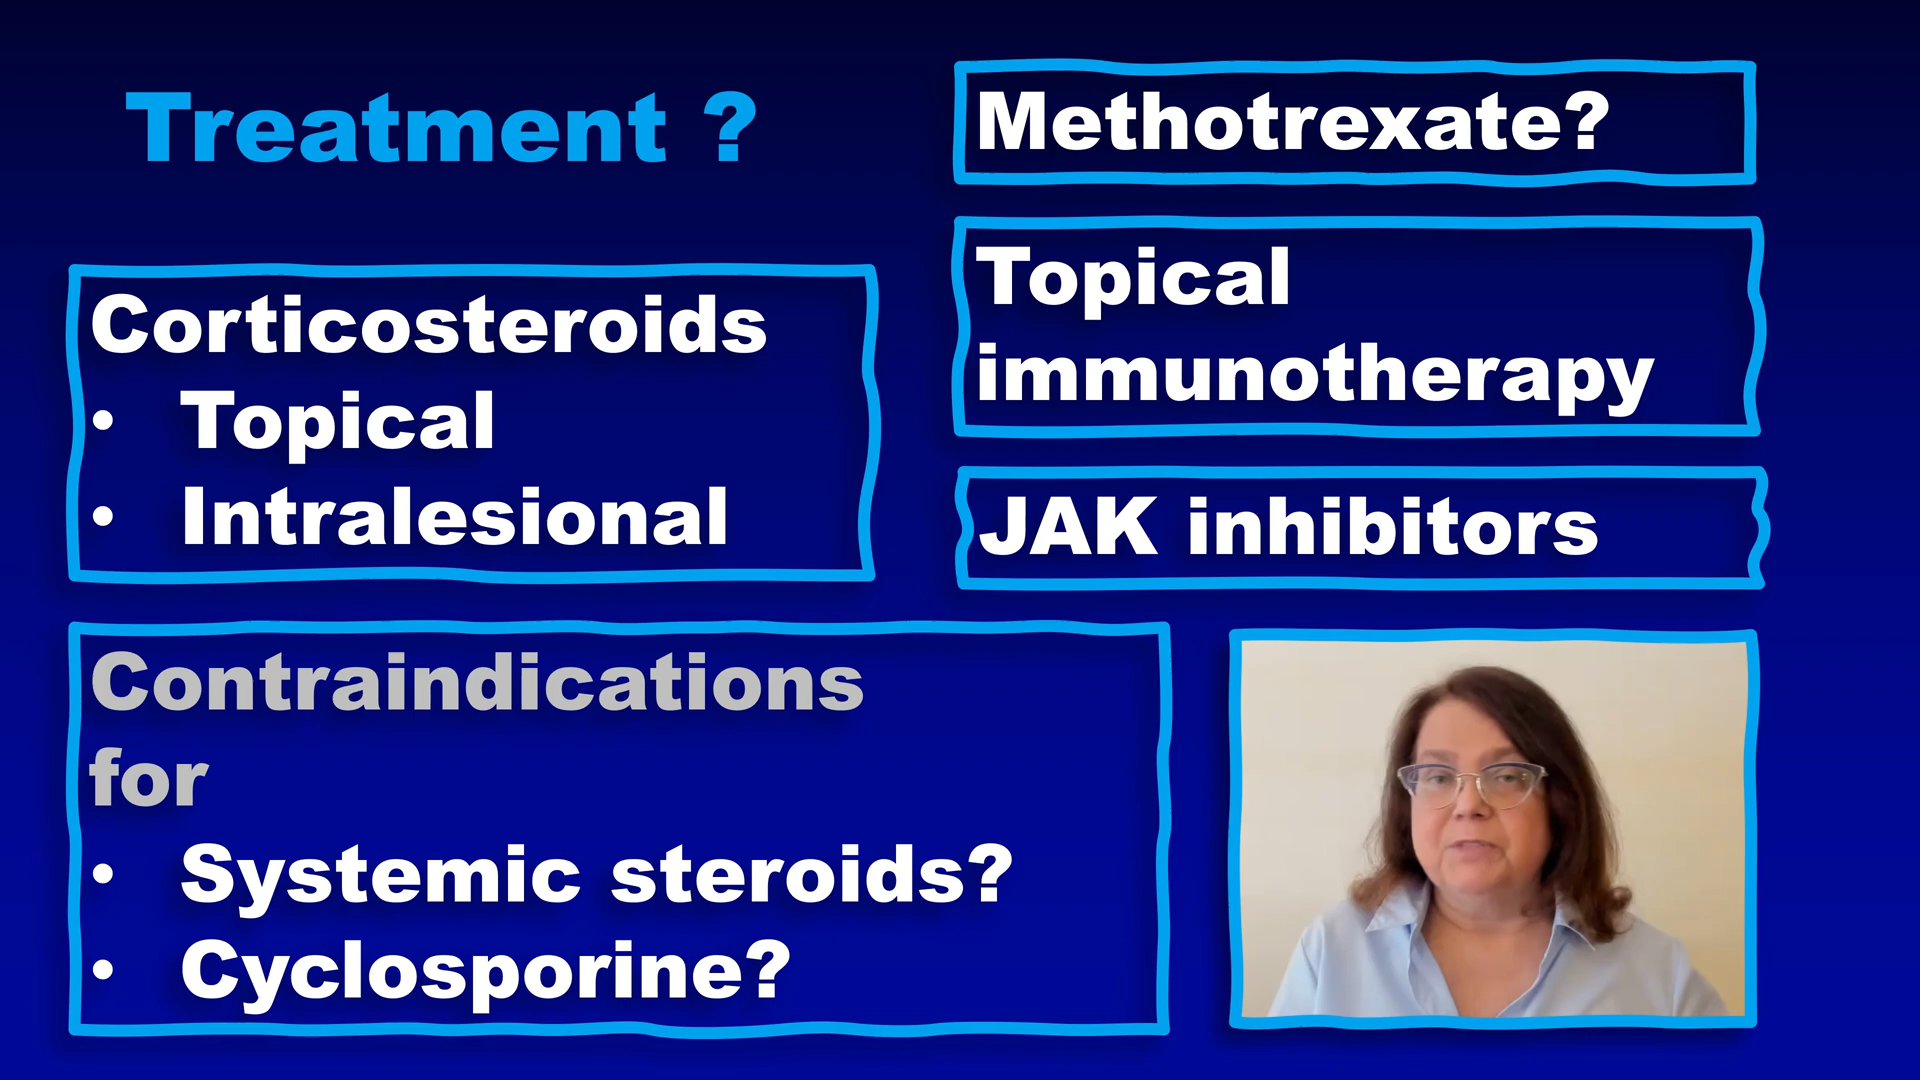 Treatment ?
Corticosteroids
• Topical
• Intralesional
Contraindications
for
• Systemic steroids?
• Cyclosporine?
Methotrexate?
Topical
immunotherapy
JAK inhibitors